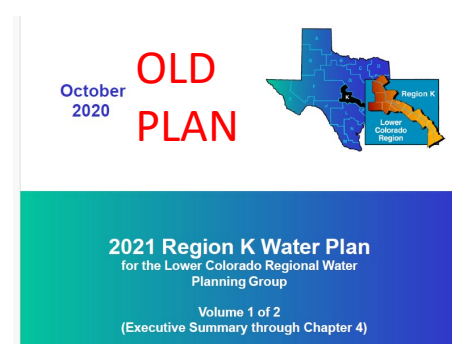 October
2020
OLD
PLAN
K
Region K
Lower
Colorado
Region
2021 Region K Water Plan
for the Lower Colorado Regional Water
Planning Group
Volume 1 of 2
(Executive Summary through Chapter 4)